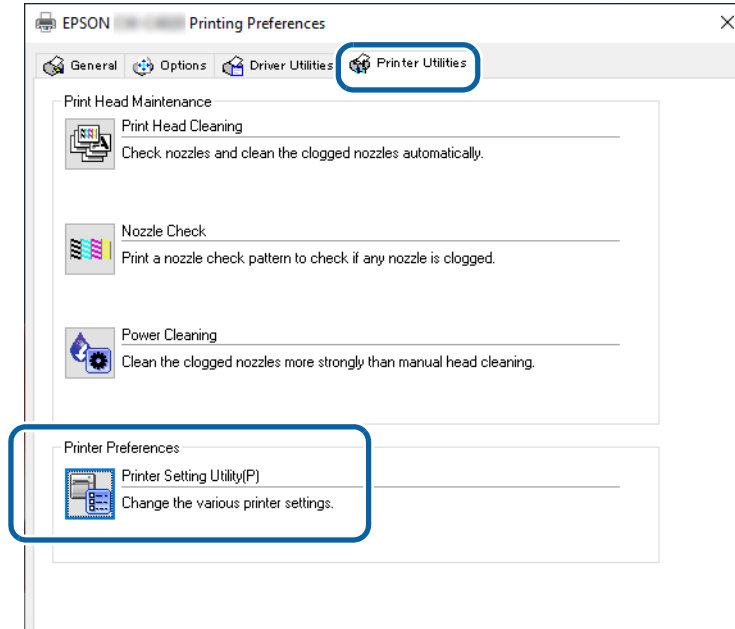 EPSON Printing Preferences
General Options Driver Utilities Printer Utilities
Print Head Maintenance
Print Head Cleaning
Check nozzles and clean the clogged nozzles automatically.
Nozzle Check
Print a nozzle check pattern to check if any nozzle is clogged.
Power Cleaning
Clean the clogged nozzles more strongly than manual head cleaning.
Printer Preferences
Printer Setting Utility(P)
Change the various printer settings.